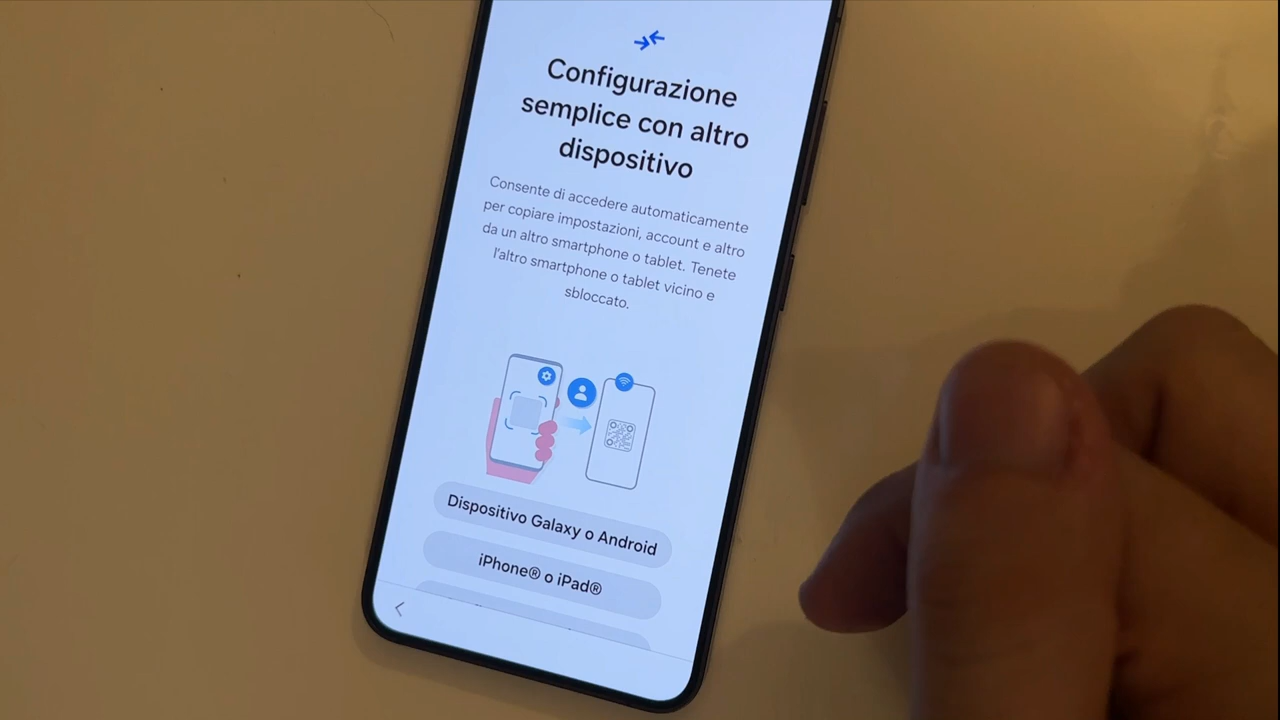 Configurazione
semplice con altro
dispositivo
Consente di accedere automaticamente
per copiare impostazioni, account e altro
da un altro smartphone o tablet. Tenete
l'altro smartphone o tablet vicino e
sbloccato.
Dispositivo Galaxy o Android
iPhone® o iPad®